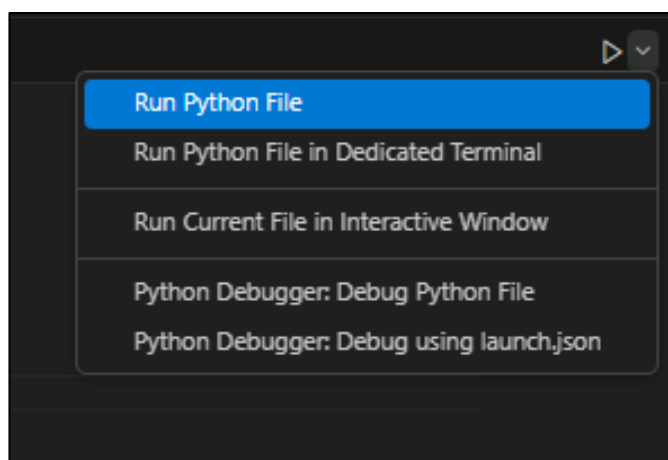 Run Python File
Run Python File in Dedicated Terminal
Run Current File in Interactive Window
Python Debugger: Debug Python File
Python Debugger: Debug using launch.json